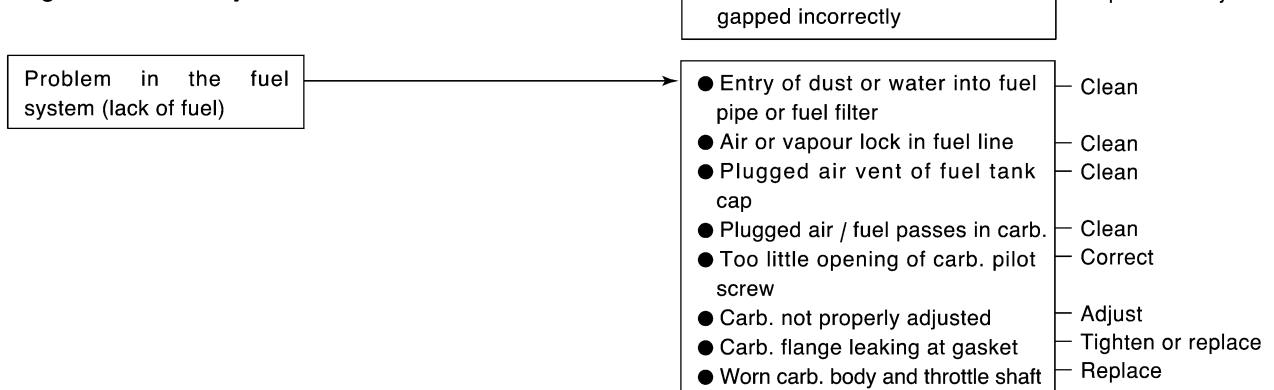 gapped incorrectly
Problem in the fuel
system (lack of fuel)
● Entry of dust or water into fuel
pipe or fuel filter
Clean
● Air or vapour lock in fuel line
Clean
● Plugged air vent of fuel tank
cap
Clean
● Plugged air / fuel passes in carb.
Clean
● Too little opening of carb. pilot
screw
Correct
● Carb. not properly adjusted
Adjust
● Carb. flange leaking at gasket
Tighten or replace
● Worn carb. body and throttle shaft
Replace